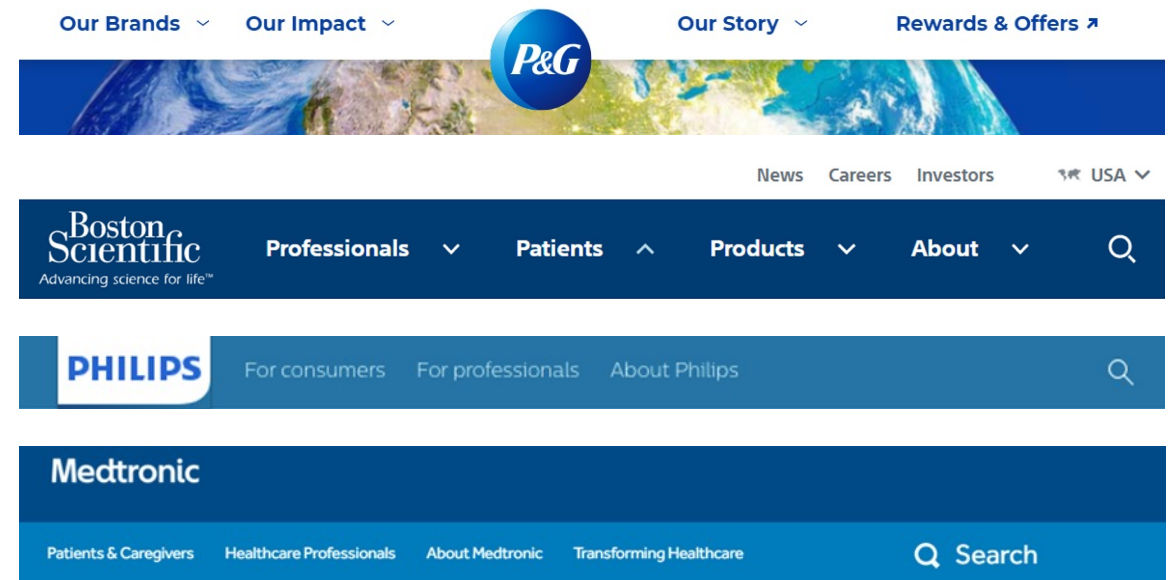 Our Brands Our Impact Our Story Rewards & Offers
P&G
News Careers Investors USA
Boston
Scientific
Advancing science for life™
Professionals Patients Products About
PHILIPS For consumers For professionals About Philips
Medtronic
Patients & Caregivers Healthcare Professionals About Medtronic Transforming Healthcare Search